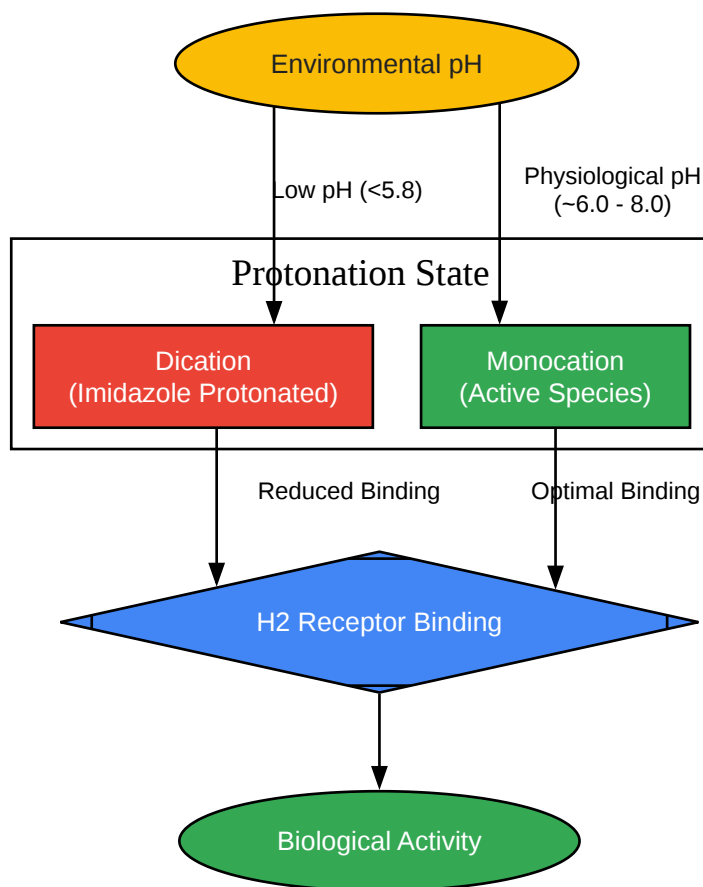 Environmental pH
Low pH (<5.8)
Physiological pH
(~6.0 - 8.0)
Protonation State
Dication
(Imidazole Protonated)
Monocation
(Active Species)
Reduced Binding
Optimal Binding
H2 Receptor Binding
Biological Activity